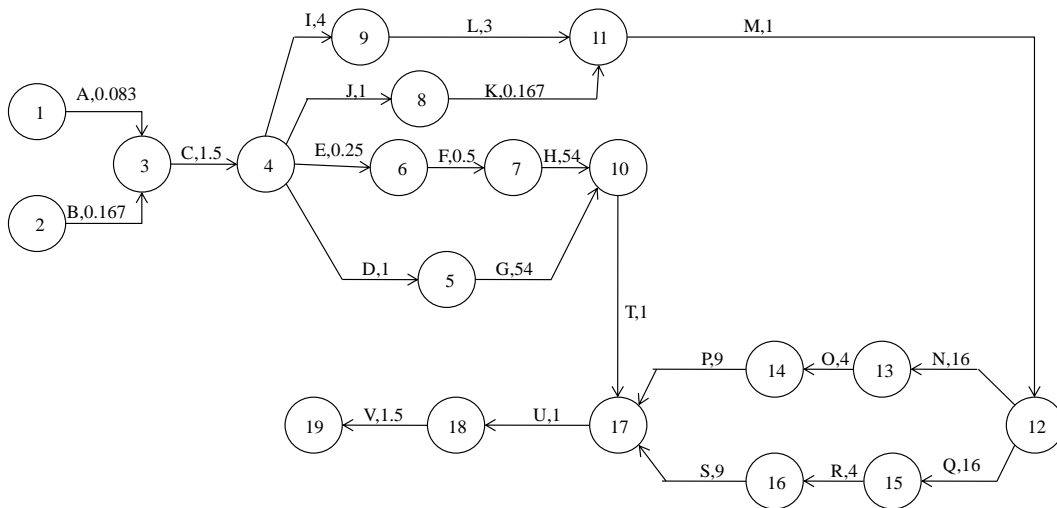 I,4
L,3
M,1
9
11
J,1
K,0.167
8
A,0.083
1
E,0.25
F,0.5
H,54
C,1.5
3
4
6
7
10
B,0.167
2
D,1
G,54
5
T,1
P,9
O,4
N,16
14
13
V,1.5
U,1
19
18
17
12
S,9
R,4
Q,16
16
15